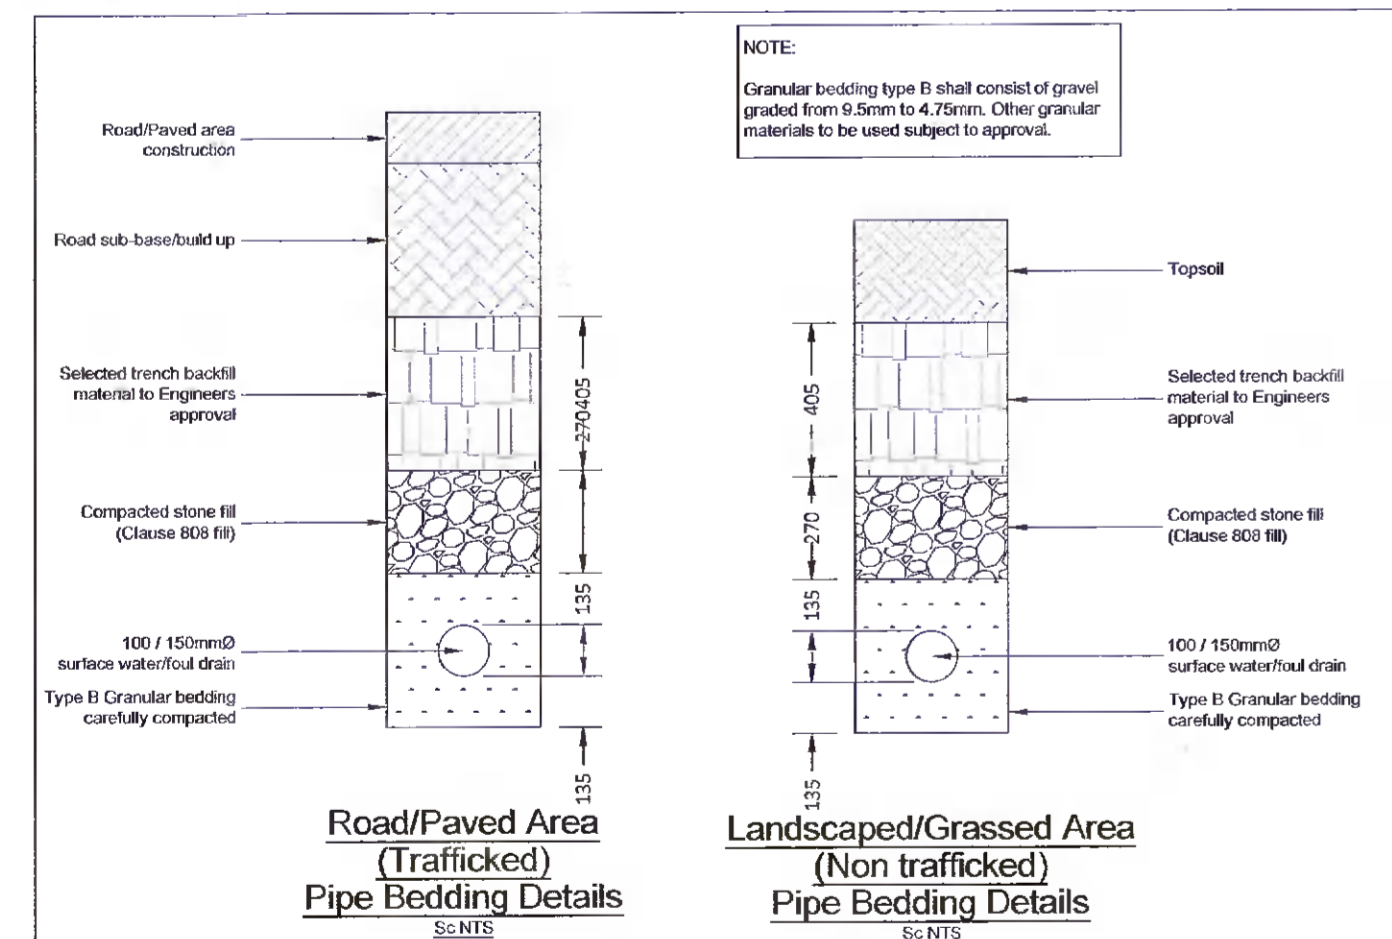 NOTE:
Granular bedding type B shall consist of gravel
graded from 9.5mm to 4.75mm. Other granular
materials to be used subject to approval.
Road/Paved area
construction
Road sub-base/build up
Selected trench backfill
material to Engineers
approval
Compacted stone fill
(Clause 808 fill)
100 / 150mmØ
surface water/foul drain
Type B Granular bedding
carefully compacted
270405
135
135
Road/Paved Area
(Trafficked)
Pipe Bedding Details
Sc NTS
405
270
135
135
Topsoil
Selected trench backfill
material to Engineers
approval
Compacted stone fill
(Clause 808 fill)
100 / 150mmØ
surface water/foul drain
Type B Granular bedding
carefully compacted
Landscaped/Grassed Area
(Non trafficked)
Pipe Bedding Details
Sc NTS